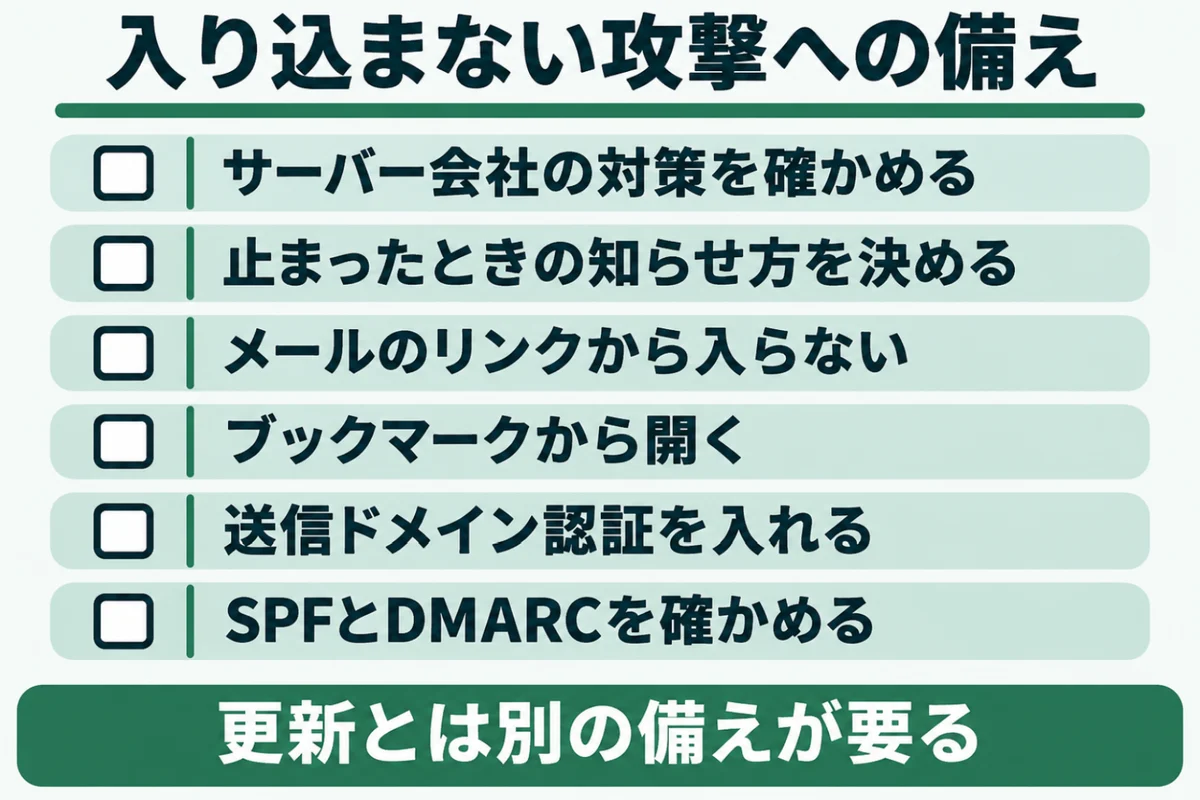 入り込まない攻撃への備え
サーバー会社の対策を確かめる
止まったときの知らせ方を決める
メールのリンクから入らない
ブックマークから開く
送信ドメイン認証を入れる
SPFとDMARCを確かめる
更新とは別の備えが要る